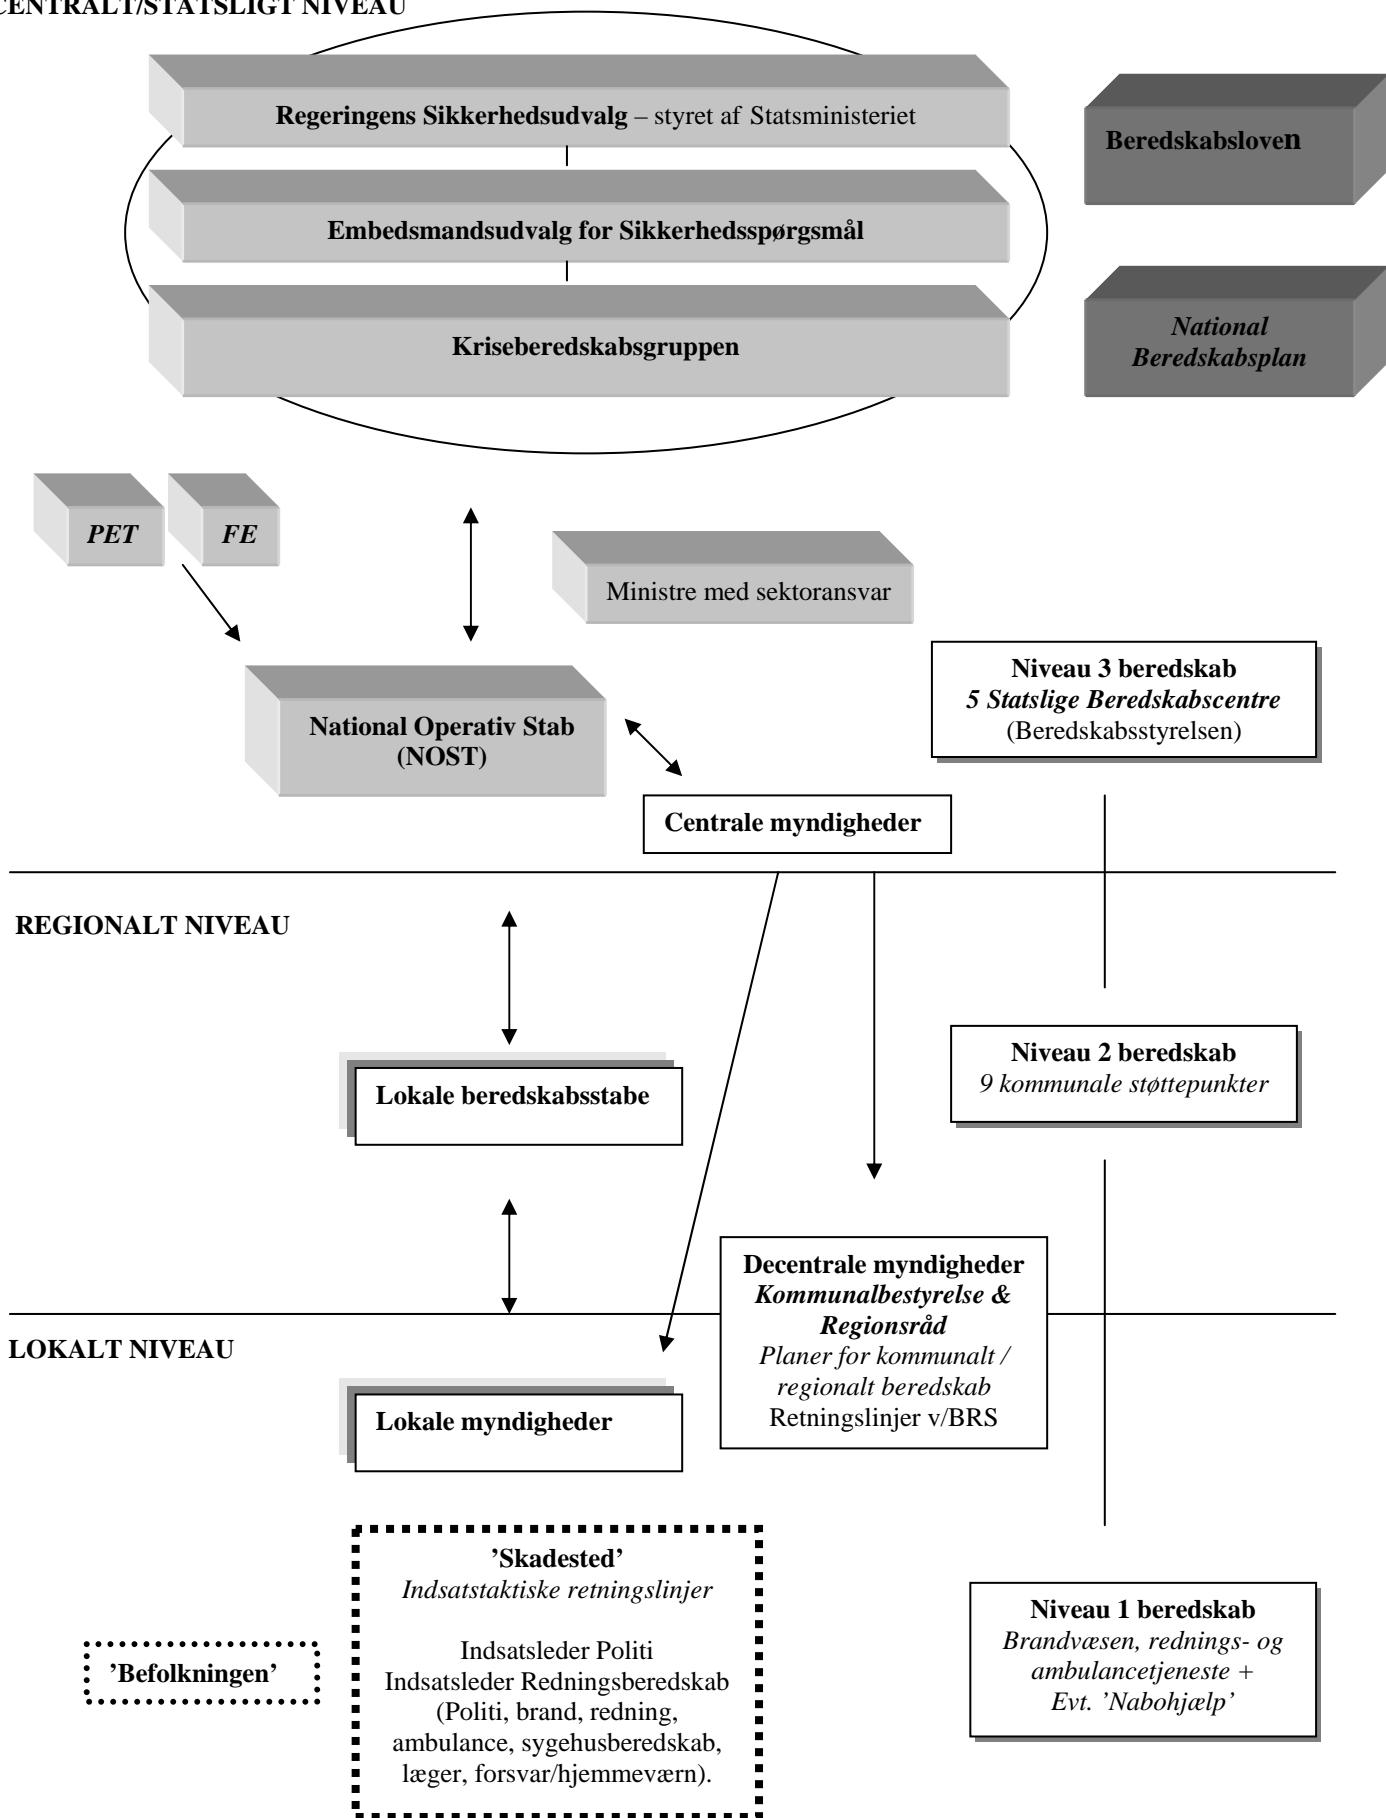 CENTRALT/STATSLIGT NIVEAU
Regeringens Sikkerhedsudvalg – styret af Statsministeriet
Beredskabsloven
Embedsmandsudvalg for Sikkerhedsspørgsmål
Kriseberedskabsgruppen
National
Beredskabsplan
PET
FE
Ministre med sektoransvar
National Operativ Stab
(NOST)
Niveau 3 beredskab
5 Statslige Beredskabscentre
(Beredskabsstyrelsen)
Centrale myndigheder
REGIONALT NIVEAU
Lokale beredskabsstabe
Niveau 2 beredskab
9 kommunale støttepunkter
Decentrale myndigheder
Kommunalbestyrelse &
Regionsråd
Planer for kommunalt /
regionalt beredskab
Retningslinjer v/BRS
LOKALT NIVEAU
Lokale myndigheder
’Skadested’
Indsatstaktiske retningslinjer
Indsatsleder Politi
Indsatsleder Redningsberedskab
(Politi, brand, redning,
ambulance, sygehusberedskab,
læger, forsvar/hjemmeværn).
’Befolkningen’
Niveau 1 beredskab
Brandvæsen, rednings- og
ambulancetjeneste +
Evt. ’Nabohjælp’